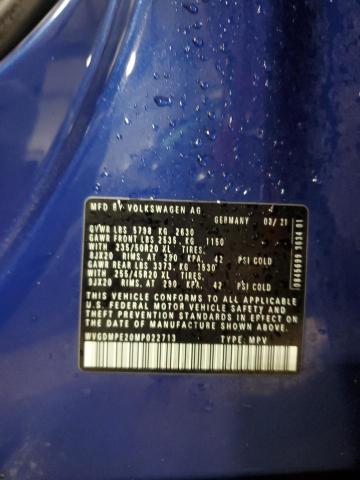 MFD BY VOLKSWAGEN AG
GERMANY 03/21
GVWR LBS 5798 KG 2630
GAWR FRONT LBS 2535 KG 1150
WITH 235/50R20 XL TIRES
8JX20 RIMS AT 290 KPA, 42 PSI COLD
GAWR REAR LBS 3373 KG 1530
WITH 255/45R20 XL TIRES
9JX20 RIMS AT 290 KPA, 42 PSI COLD
THIS VEHICLE CONFORMS TO ALL APPLICABLE
U.S. FEDERAL MOTOR VEHICLE SAFETY AND
THEFT PREVENTION STANDARDS IN EFFECT
ON THE DATE OF MANUFACTURE SHOWN ABOVE
WVGDMPE20MP022713 TYPE: MPV